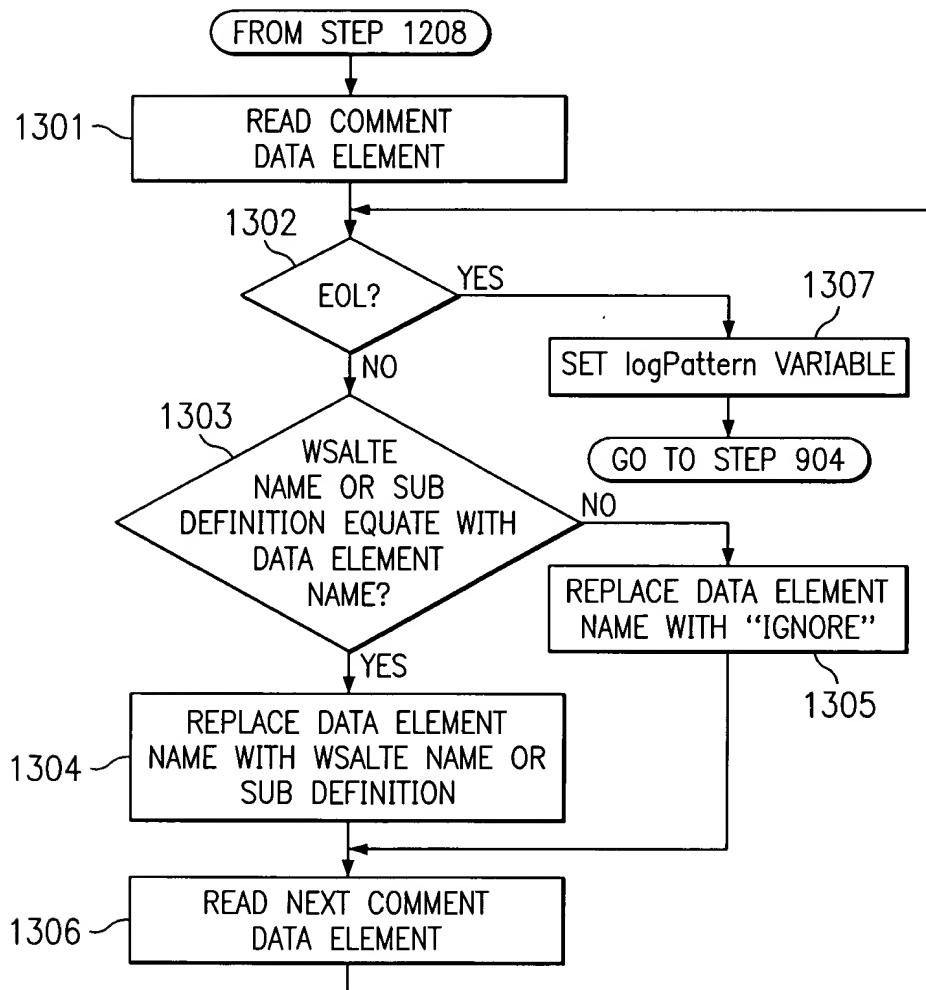 FROM STEP 1208
1301
READ COMMENT
DATA ELEMENT
1302
EOL?
YES
NO
1307
SET logPattern VARIABLE
GO TO STEP 904
1303
WSALTE
NAME OR SUB
DEFINITION EQUATE WITH
DATA ELEMENT
NAME?
NO
YES
REPLACE DATA ELEMENT
NAME WITH “IGNORE”
1305
1304
REPLACE DATA ELEMENT
NAME WITH WSALTE NAME OR
SUB DEFINITION
1306
READ NEXT COMMENT
DATA ELEMENT